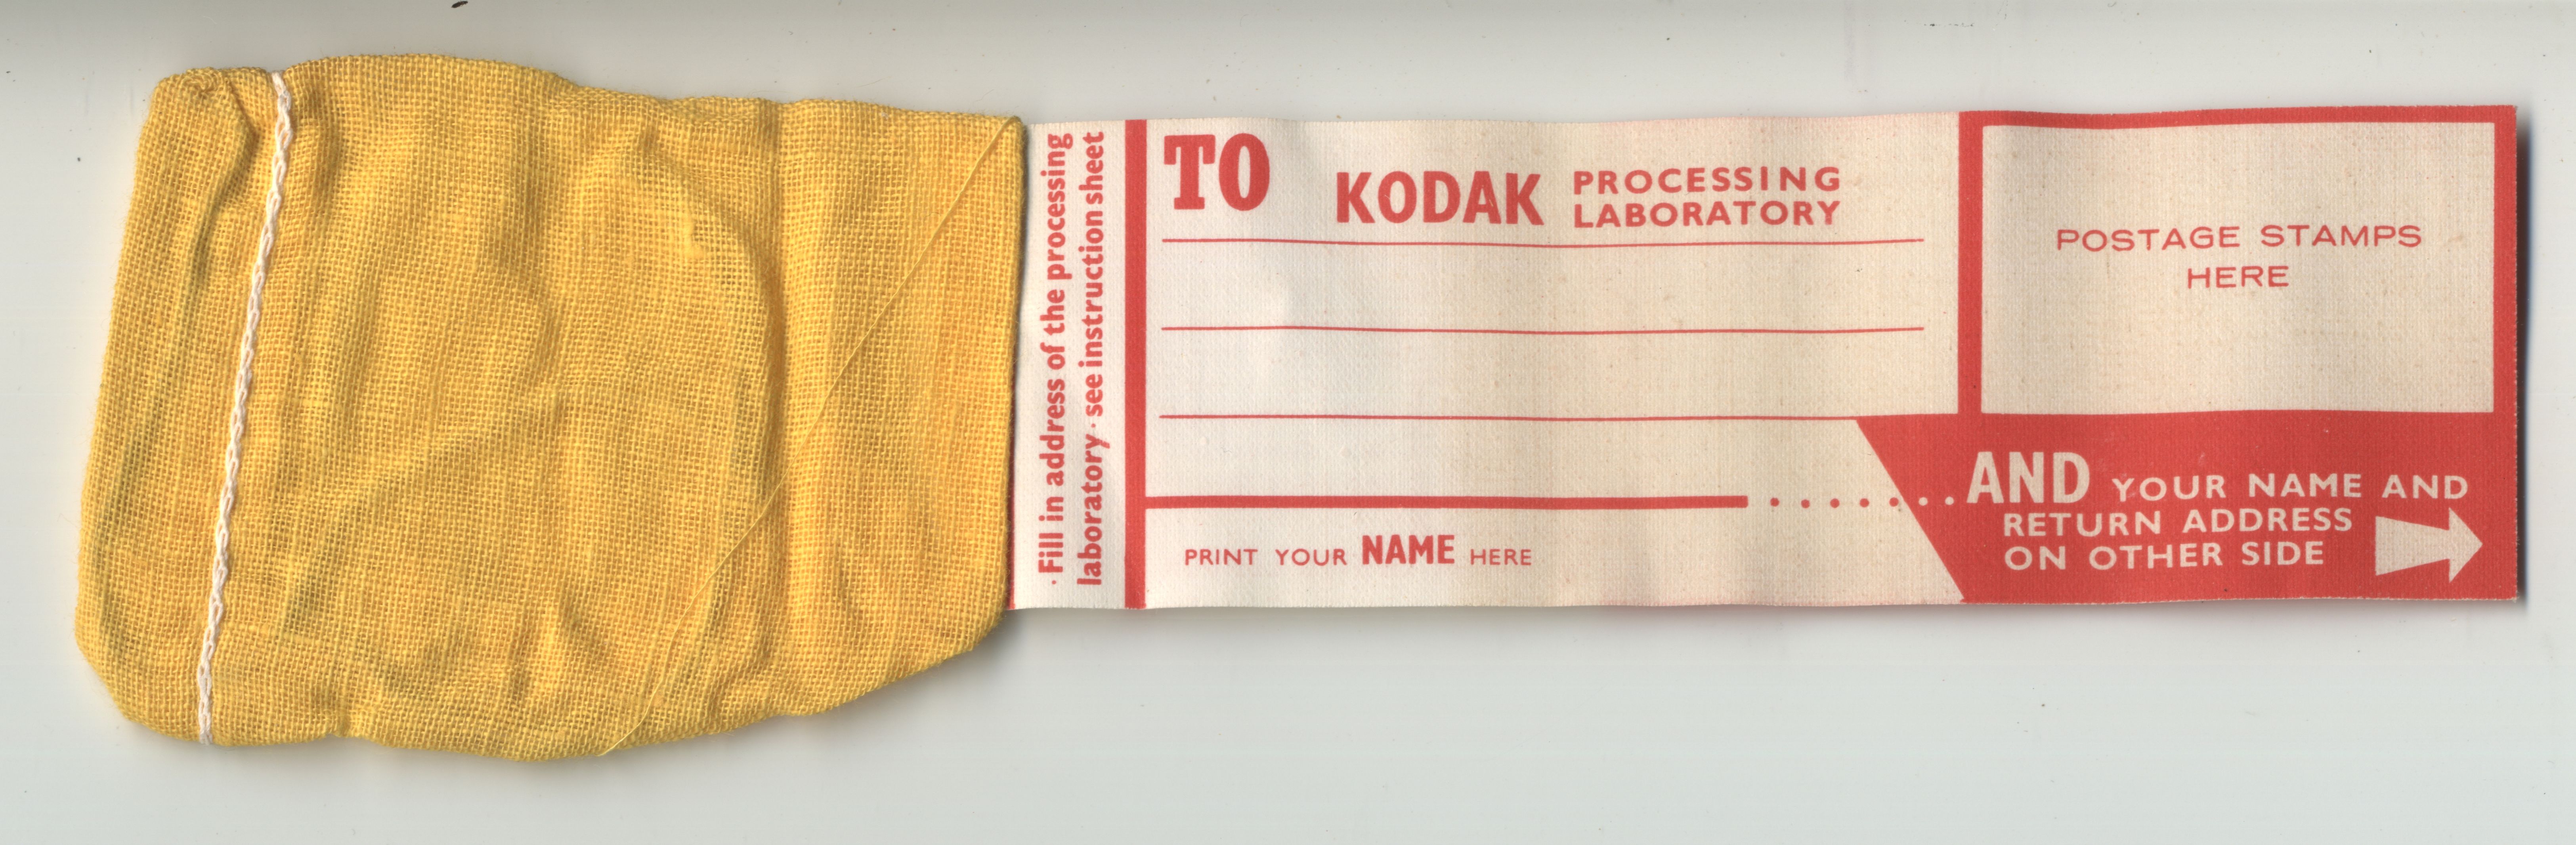 · Fill in address of the processing
laboratory · see instruction sheet
TO
KODAK PROCESSING
LABORATORY
PRINT YOUR NAME HERE
POSTAGE STAMPS
HERE
AND YOUR NAME AND
RETURN ADDRESS
ON OTHER SIDE